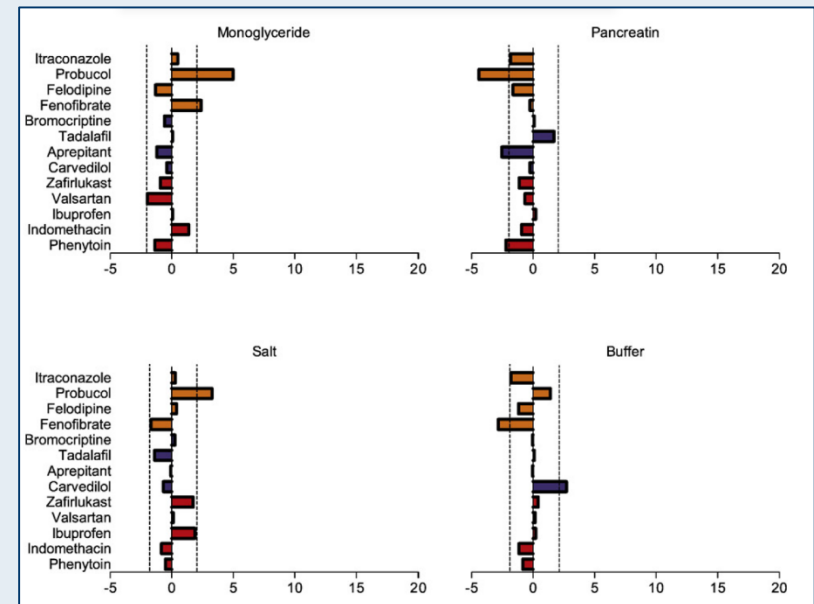 Monoglyceride
Itraconazole
Probucol
Felodipine
Fenofibrate
Bromocriptine
Tadalafil
Aprepitant
Carvedilol
Zafirlukast
Valsartan
Ibuprofen
Indomethacin
Phenytoin
-5 0 5 10 15 20
Pancreatin
-5 0 5 10 15 20
Salt
Itraconazole
Probucol
Felodipine
Fenofibrate
Bromocriptine
Tadalafil
Aprepitant
Carvedilol
Zafirlukast
Valsartan
Ibuprofen
Indomethacin
Phenytoin
-5 0 5 10 15 20
Buffer
-5 0 5 10 15 20